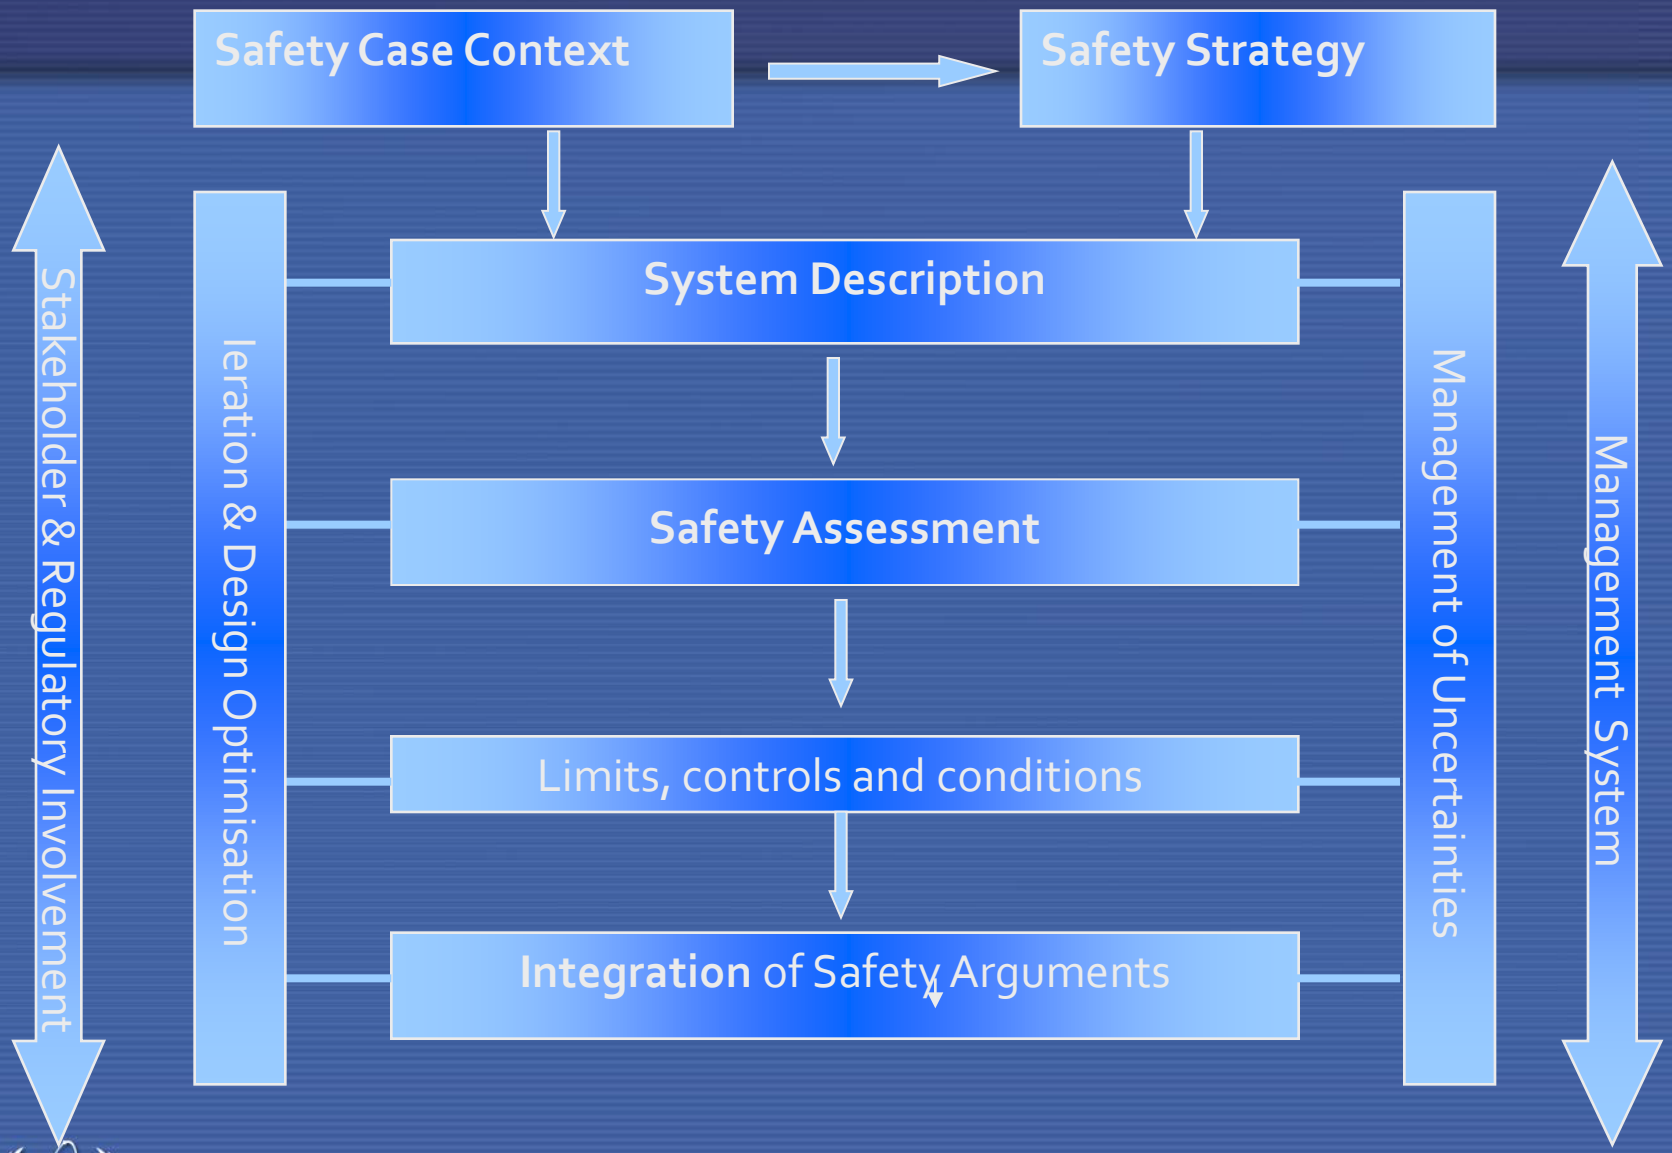 Safety Case Context
Safety Strategy
Stakeholder & Regulatory Involvement
Ieration & Design Optimisation
System Description
Safety Assessment
Limits, controls and conditions
Integration of Safety Arguments
Management of Uncertainties
Management System